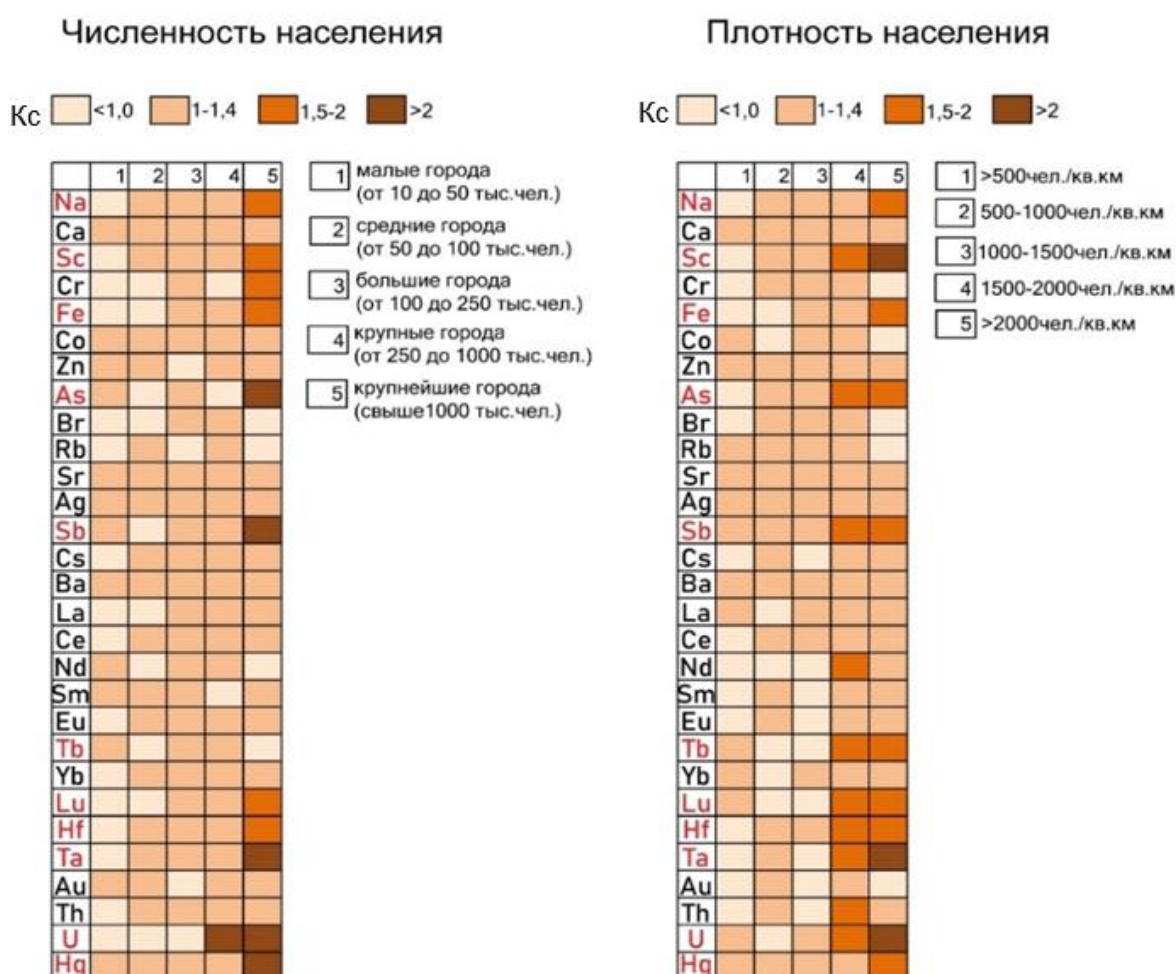 Численность населения
Кс <1,0 1-1,4 1,5-2 >2
1 2 3 4 5
Na
Ca
Sc
Cr
Fe
Co
Zn
As
Br
Rb
Sr
Ag
Sb
Cs
Ba
La
Ce
Nd
Sm
Eu
Tb
Yb
Lu
Hf
Ta
Au
Th
U
Hg
1 малые города
(от 10 до 50 тыс.чел.)
2 средние города
(от 50 до 100 тыс.чел.)
3 большие города
(от 100 до 250 тыс.чел.)
4 крупные города
(от 250 до 1000 тыс.чел.)
5 крупнейшие города
(свыше1000 тыс.чел.)
Плотность населения
Кс <1,0 1-1,4 1,5-2 >2
1 2 3 4 5
Na
Ca
Sc
Cr
Fe
Co
Zn
As
Br
Rb
Sr
Ag
Sb
Cs
Ba
La
Ce
Nd
Sm
Eu
Tb
Yb
Lu
Hf
Ta
Au
Th
U
Hg
1 >500чел./кв.км
2 500-1000чел./кв.км
3 1000-1500чел./кв.км
4 1500-2000чел./кв.км
5 >2000чел./кв.км